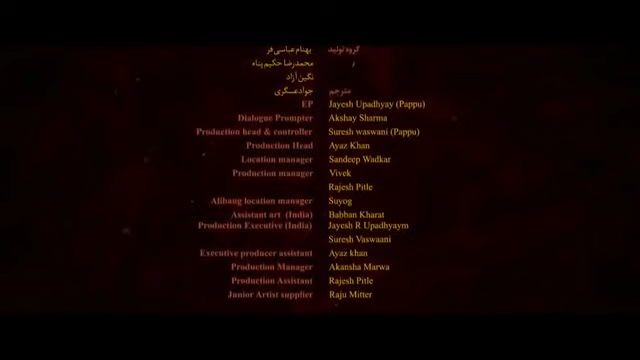 گروه تولید بهنام عباسی فر
محمدرضا حکیم پناه
نگین آزاد
مترجم جواد عسگری
EP Jayesh Upadhyay (Pappu)
Dialogue Prompter Akshay Sharma
Production head & controller Suresh waswani (Pappu)
Production Head Ayaz Khan
Location manager Sandeep Wadkar
Production manager Vivek
Rajesh Pitle
Alibang location manager Suyog
Assistant art (India) Babban Kharat
Production Executive (India) Jayesh R Upadhyaym
Suresh Vaswaani
Executive producer assistant Ayaz khan
Production Manager Akansha Marwa
Production Assistant Rajesh Pitle
Junior Artist supplier Raju Mitter